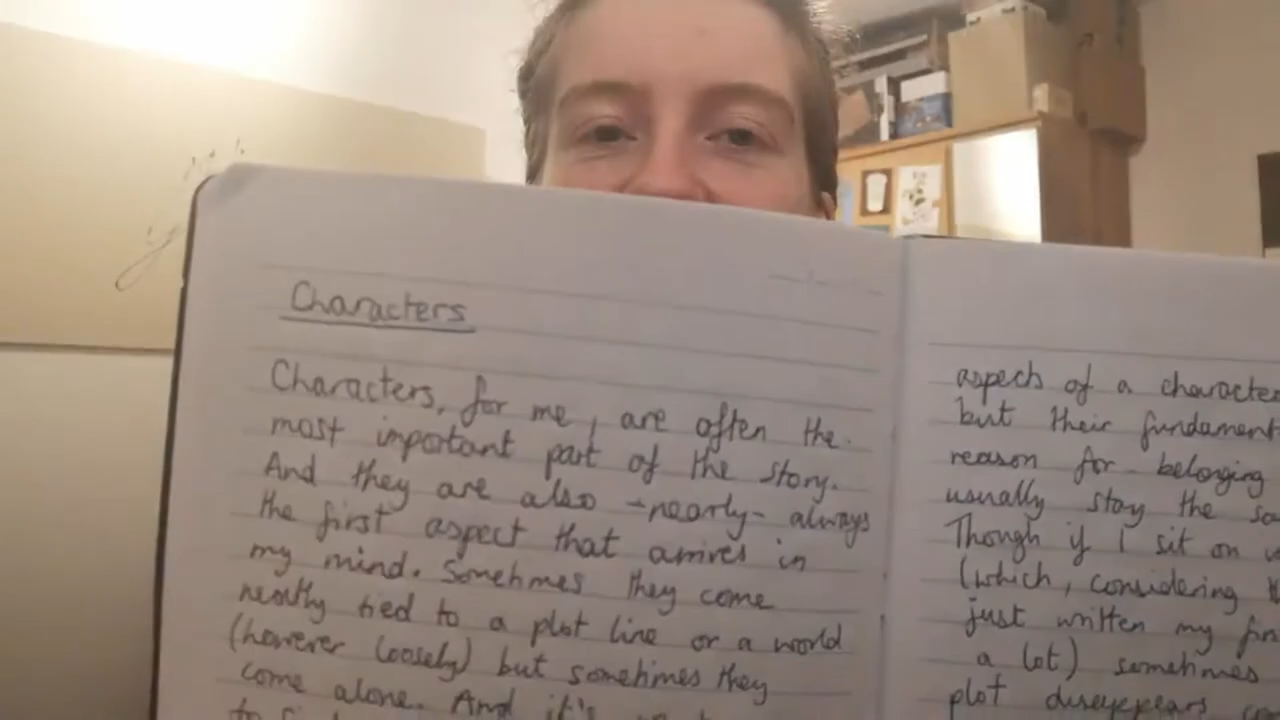 Characters
Characters, for me, are often the
most important part of the story.
And they are also -nearly- always
the first aspect that arrives in
my mind. Sometimes they come
neatly tied to a plot line or a world
(however loosely) but sometimes they
come alone. And it's
aspects of a character
but their
reason for belonging
usually stay the
Though if I sit on
(which, considering
just written my
a lot) sometimes
plot